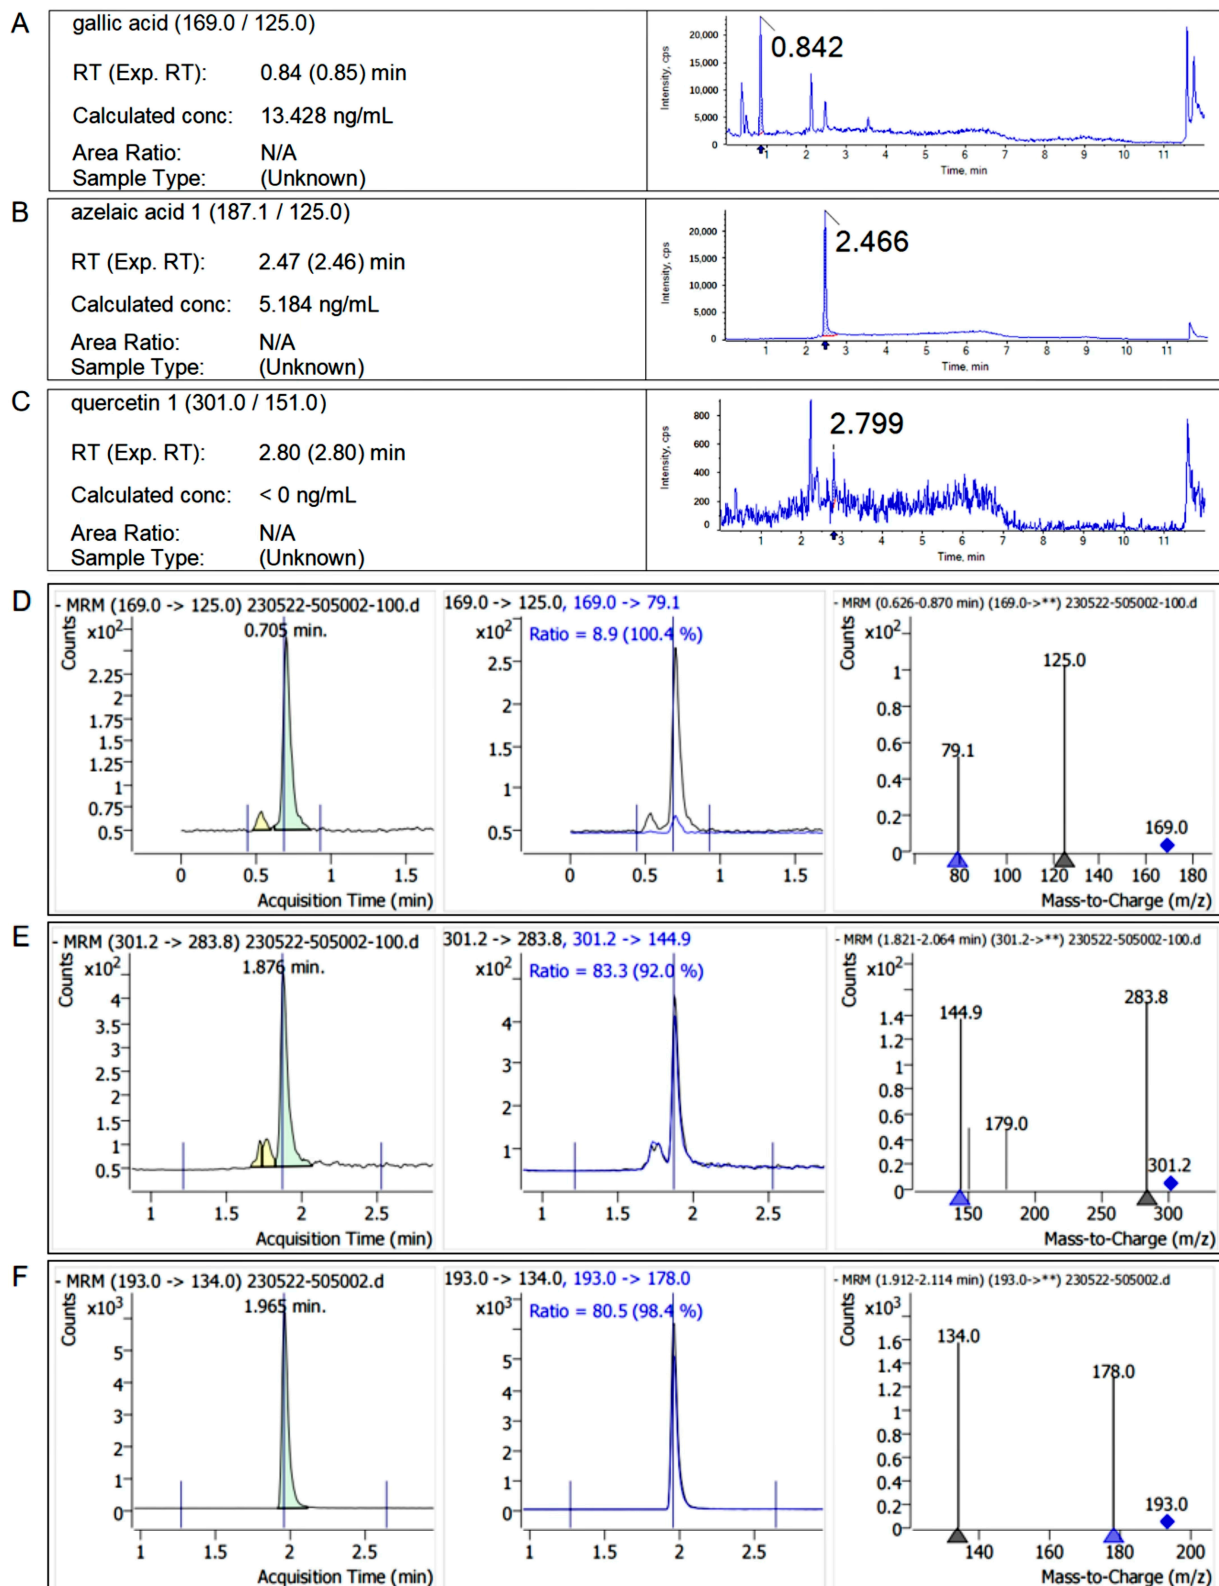 A
gallic acid (169.0 / 125.0)
RT (Exp. RT): 0.84 (0.85) min
Calculated conc: 13.428 ng/mL
Area Ratio: N/A
Sample Type: (Unknown)
Intensity, cps
20,000
15,000
10,000
5,000
0
0.842
1 2 3 4 5 6 7 8 9 10 11
Time, min
B
azelaic acid 1 (187.1 / 125.0)
RT (Exp. RT): 2.47 (2.46) min
Calculated conc: 5.184 ng/mL
Area Ratio: N/A
Sample Type: (Unknown)
Intensity, cps
20,000
15,000
10,000
5,000
0
2.466
1 2 3 4 5 6 7 8 9 10 11
Time, min
C
quercetin 1 (301.0 / 151.0)
RT (Exp. RT): 2.80 (2.80) min
Calculated conc: < 0 ng/mL
Area Ratio: N/A
Sample Type: (Unknown)
Intensity, cps
800
600
400
200
0
2.799
1 2 3 4 5 6 7 8 9 10 11
Time, min
D
- MRM (169.0 -> 125.0) 230522-505002-100.d
Counts
x10²
0.705 min.
2.25
2
1.75
1.5
1.25
1
0.75
0.5
0 0.5 1 1.5
Acquisition Time (min)
169.0 -> 125.0, 169.0 -> 79.1
x10²
Ratio = 8.9 (100.4 %)
2.5
2
1.5
1
0.5
0 0.5 1 1.5
Acquisition Time (min)
- MRM (0.626-0.870 min) (169.0->**) 230522-505002-100.d
Counts
x10²
1
0.8
0.6
0.4
0.2
0
79.1
125.0
169.0
80 100 120 140 160 180
Mass-to-Charge (m/z)
E
- MRM (301.2 -> 283.8) 230522-505002-100.d
Counts
x10²
1.876 min.
4
3.5
3
2.5
2
1.5
1
0.5
1 1.5 2 2.5
Acquisition Time (min)
301.2 -> 283.8, 301.2 -> 144.9
x10²
Ratio = 83.3 (92.0 %)
4
3
2
1
1 1.5 2 2.5
Acquisition Time (min)
- MRM (1.821-2.064 min) (301.2->**) 230522-505002-100.d
Counts
x10²
1.4
1.2
1
0.8
0.6
0.4
0.2
0
144.9
179.0
283.8
301.2
150 200 250 300
Mass-to-Charge (m/z)
F
- MRM (193.0 -> 134.0) 230522-505002.d
Counts
x10³
1.965 min.
5
4
3
2
1
0
1 1.5 2 2.5
Acquisition Time (min)
193.0 -> 134.0, 193.0 -> 178.0
x10³
Ratio = 80.5 (98.4 %)
5
4
3
2
1
0
1 1.5 2 2.5
Acquisition Time (min)
- MRM (1.912-2.114 min) (193.0->**) 230522-505002.d
Counts
x10³
1.6
1.4
1.2
1
0.8
0.6
0.4
0.2
0
134.0
178.0
193.0
140 160 180 200
Mass-to-Charge (m/z)